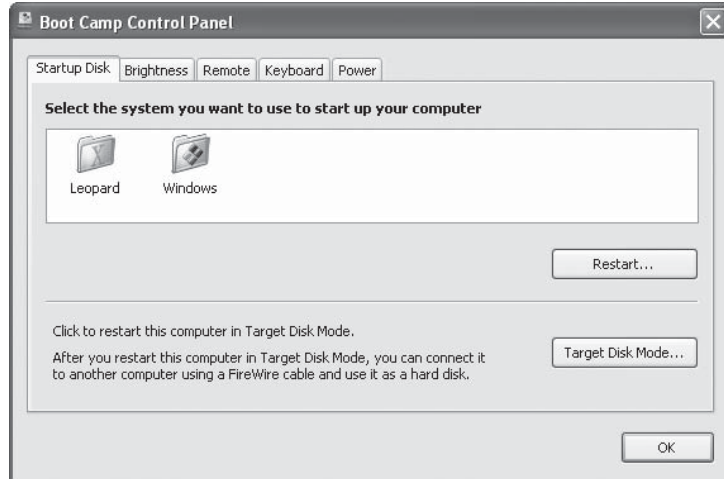 Boot Camp Control Panel
Startup Disk Brightness Remote Keyboard Power
Select the system you want to use to start up your computer
Leopard Windows
Restart...
Click to restart this computer in Target Disk Mode.
After you restart this computer in Target Disk Mode, you can connect it
to another computer using a FireWire cable and use it as a hard disk.
Target Disk Mode...
OK